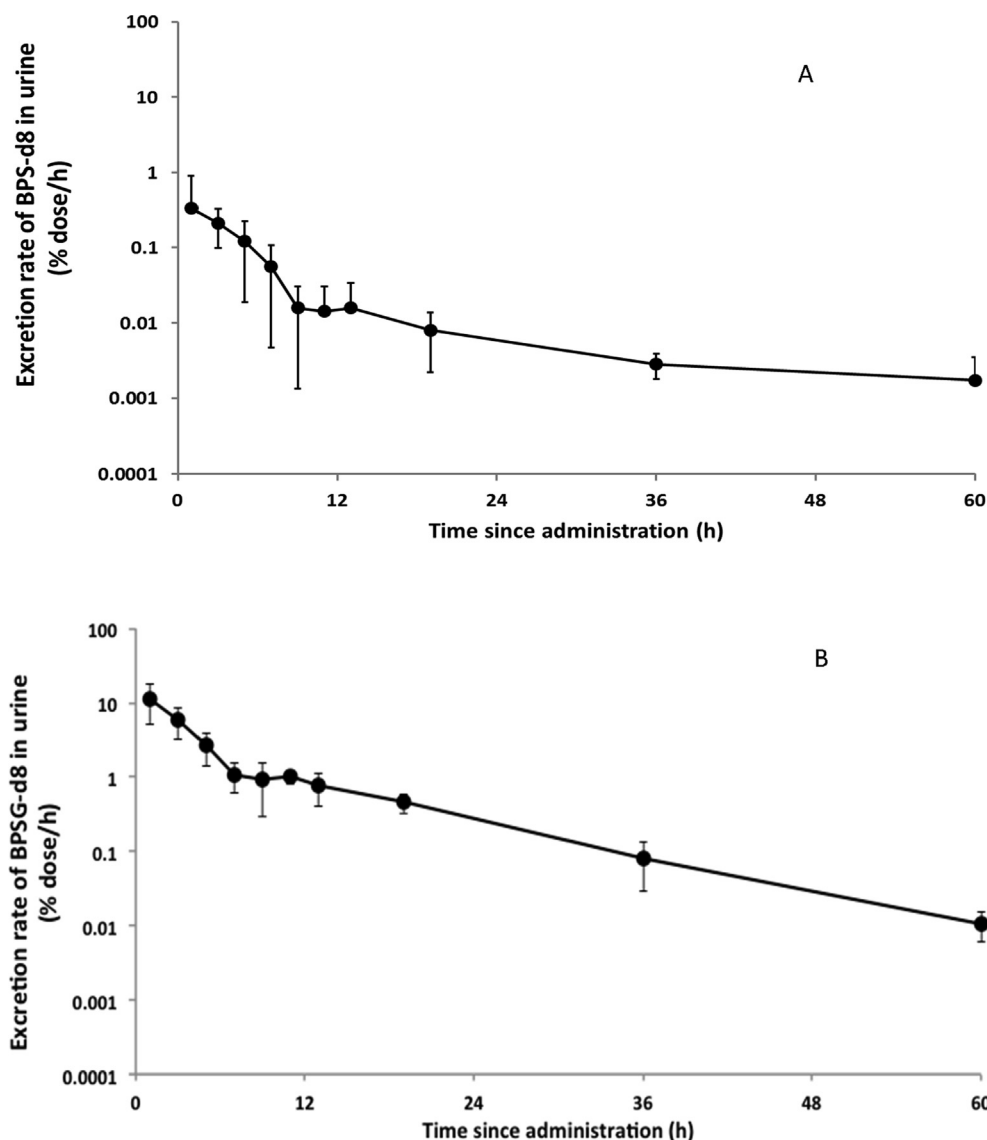 A
Excretion rate of BPS-d8 in urine
(% dose/h)
100
10
1
0.1
0.01
0.001
0.0001
0 12 24 36 48 60
Time since administration (h)
B
Excretion rate of BPSG-d8 in urine
(% dose/h)
100
10
1
0.1
0.01
0.001
0.0001
0 12 24 36 48 60
Time since administration (h)